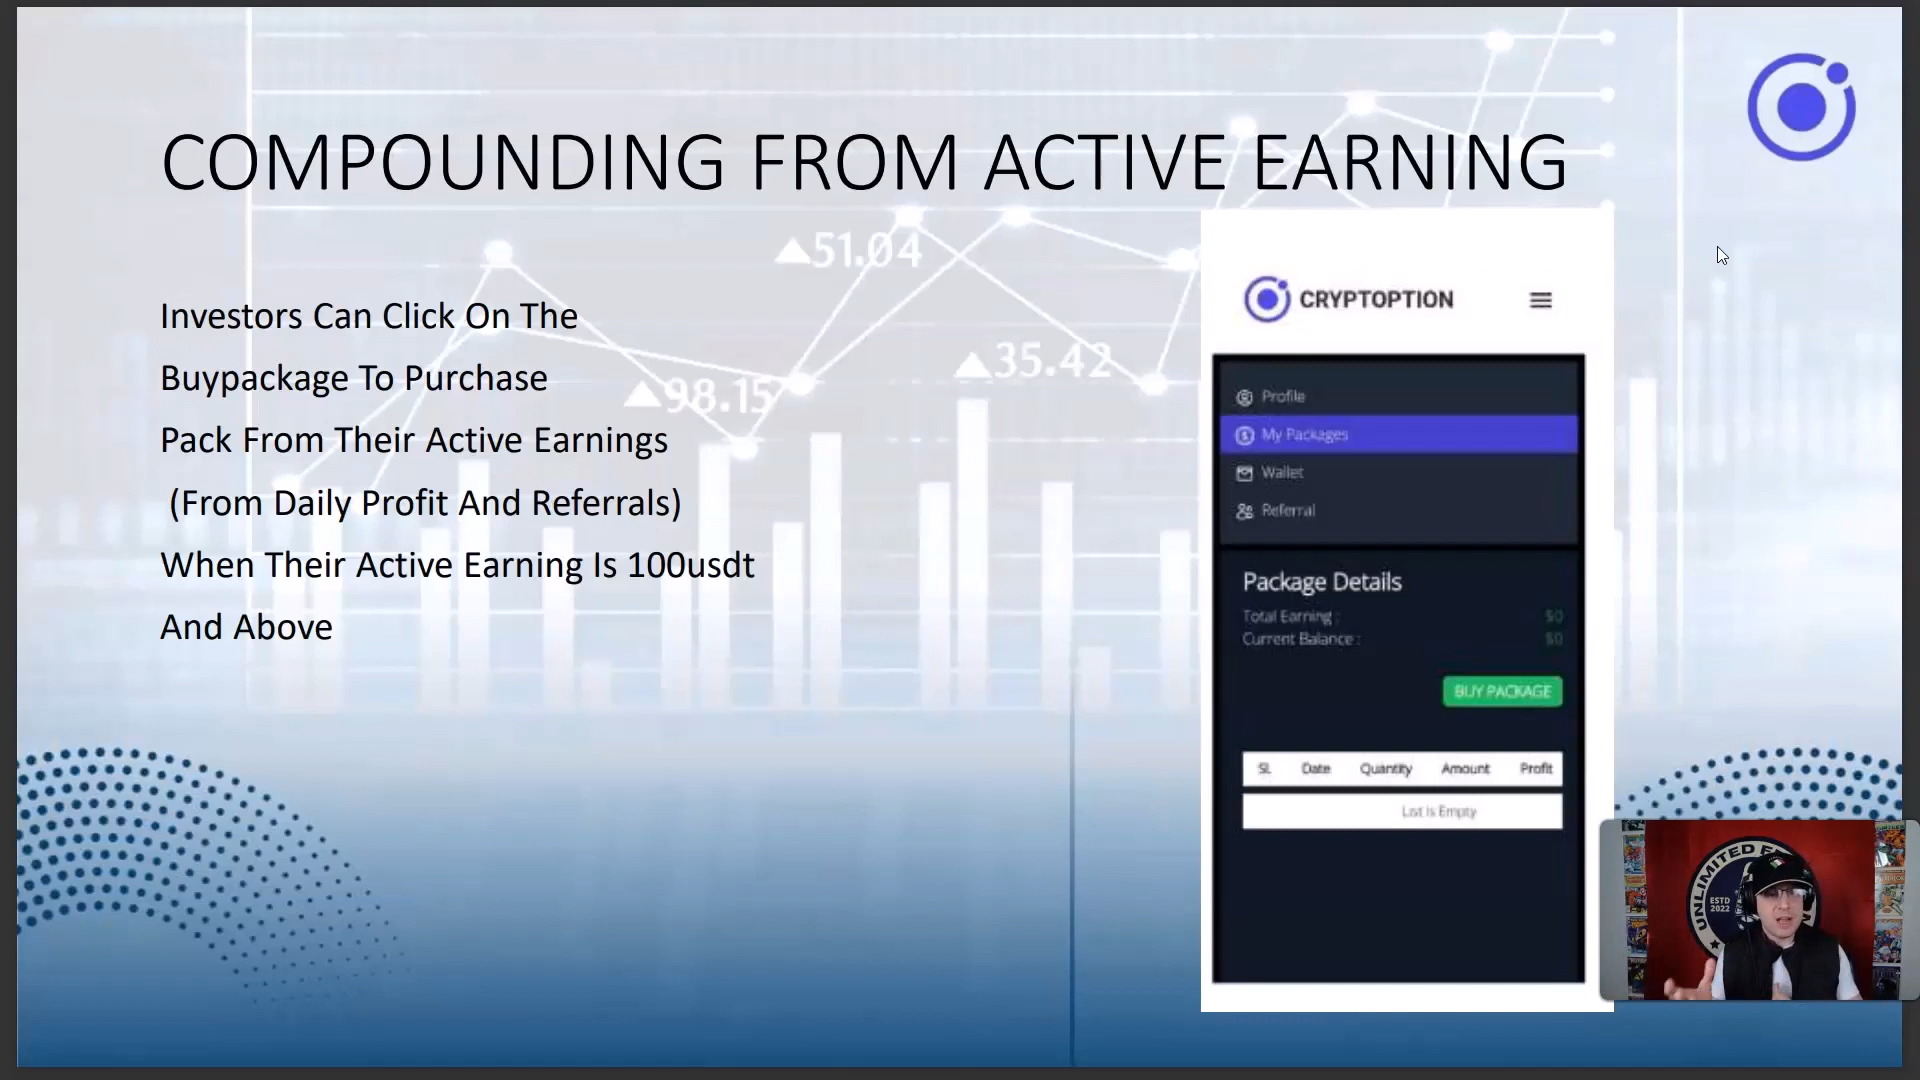 COMPOUNDING FROM ACTIVE EARNING
51.04
98.15
35.42
Investors Can Click On The
Buypackage To Purchase
Pack From Their Active Earnings
(From Daily Profit And Referrals)
When Their Active Earning Is 100usdt
And Above
CRYPTOPTION
Profile
My Packages
Wallet
Referral
Package Details
Total Earning : $0
Current Balance : $0
BUY PACKAGE
SL Date Quantity Amount Profit
List Is Empty
UNLIMITED
ESTD
2022